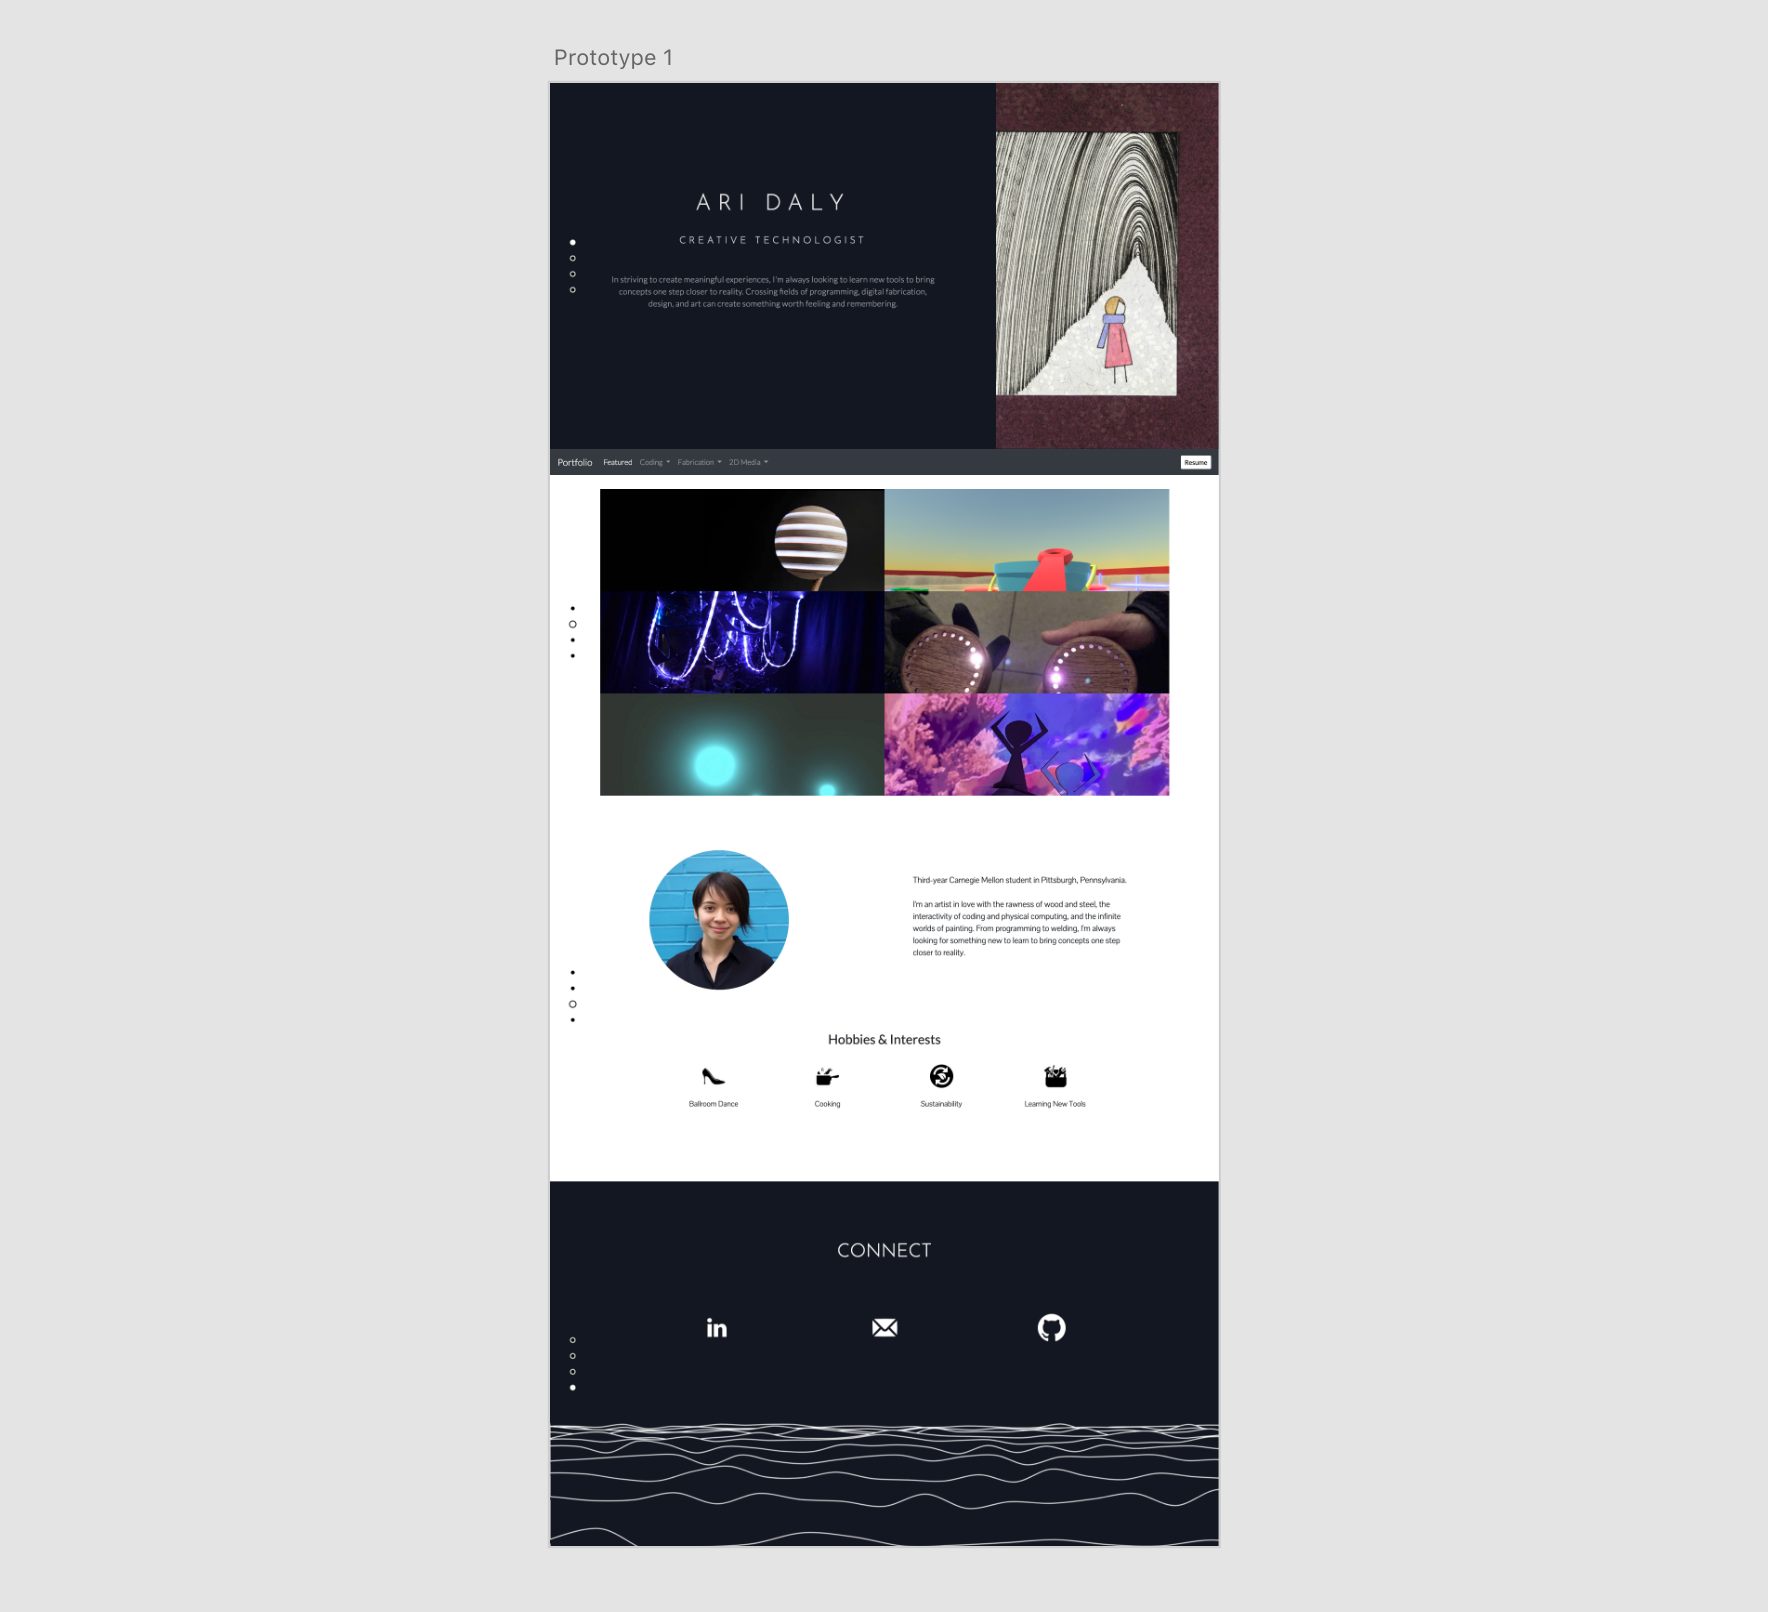 Prototype 1
ARI DALY
CREATIVE TECHNOLOGIST
In striving to create meaningful experiences, I'm always looking to learn new tools to bring
concepts one step closer to reality. Crossing fields of programming, digital fabrication,
design, and art can create something worth feeling and remembering.
Portfolio Featured Coding Fabrication 2D Media Resume
Third-year Carnegie Mellon student in Pittsburgh, Pennsylvania.
I'm an artist in love with the rawness of wood and steel, the
interactivity of coding and physical computing, and the infinite
worlds of painting. From programming to welding, I'm always
looking for something new to learn to bring concepts one step
closer to reality.
Hobbies & Interests
Ballroom Dance Cooking Sustainability Learning New Tools
CONNECT
in